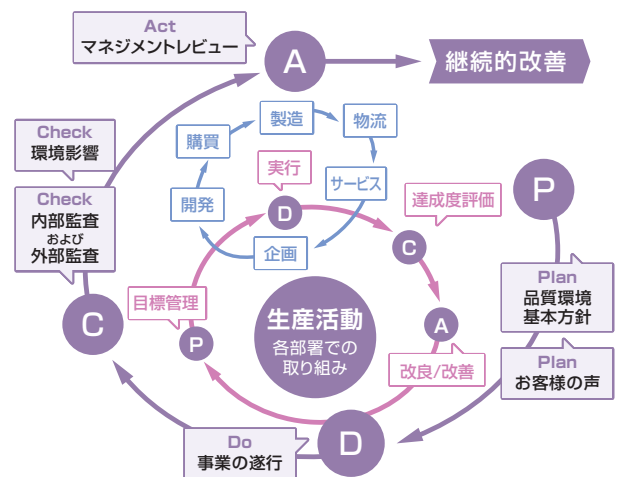 Act
マネジメントレビュー
A
継続的改善
製造
物流
購買
Check
環境影響
実行
サービス
P
達成度評価
Check
内部監査
および
外部監査
開発
D
C
企画
Plan
品質環境
基本方針
目標管理
生産活動
各部署での
取り組み
C
P
A
改良/改善
Plan
お客様の声
Do
事業の遂行
D